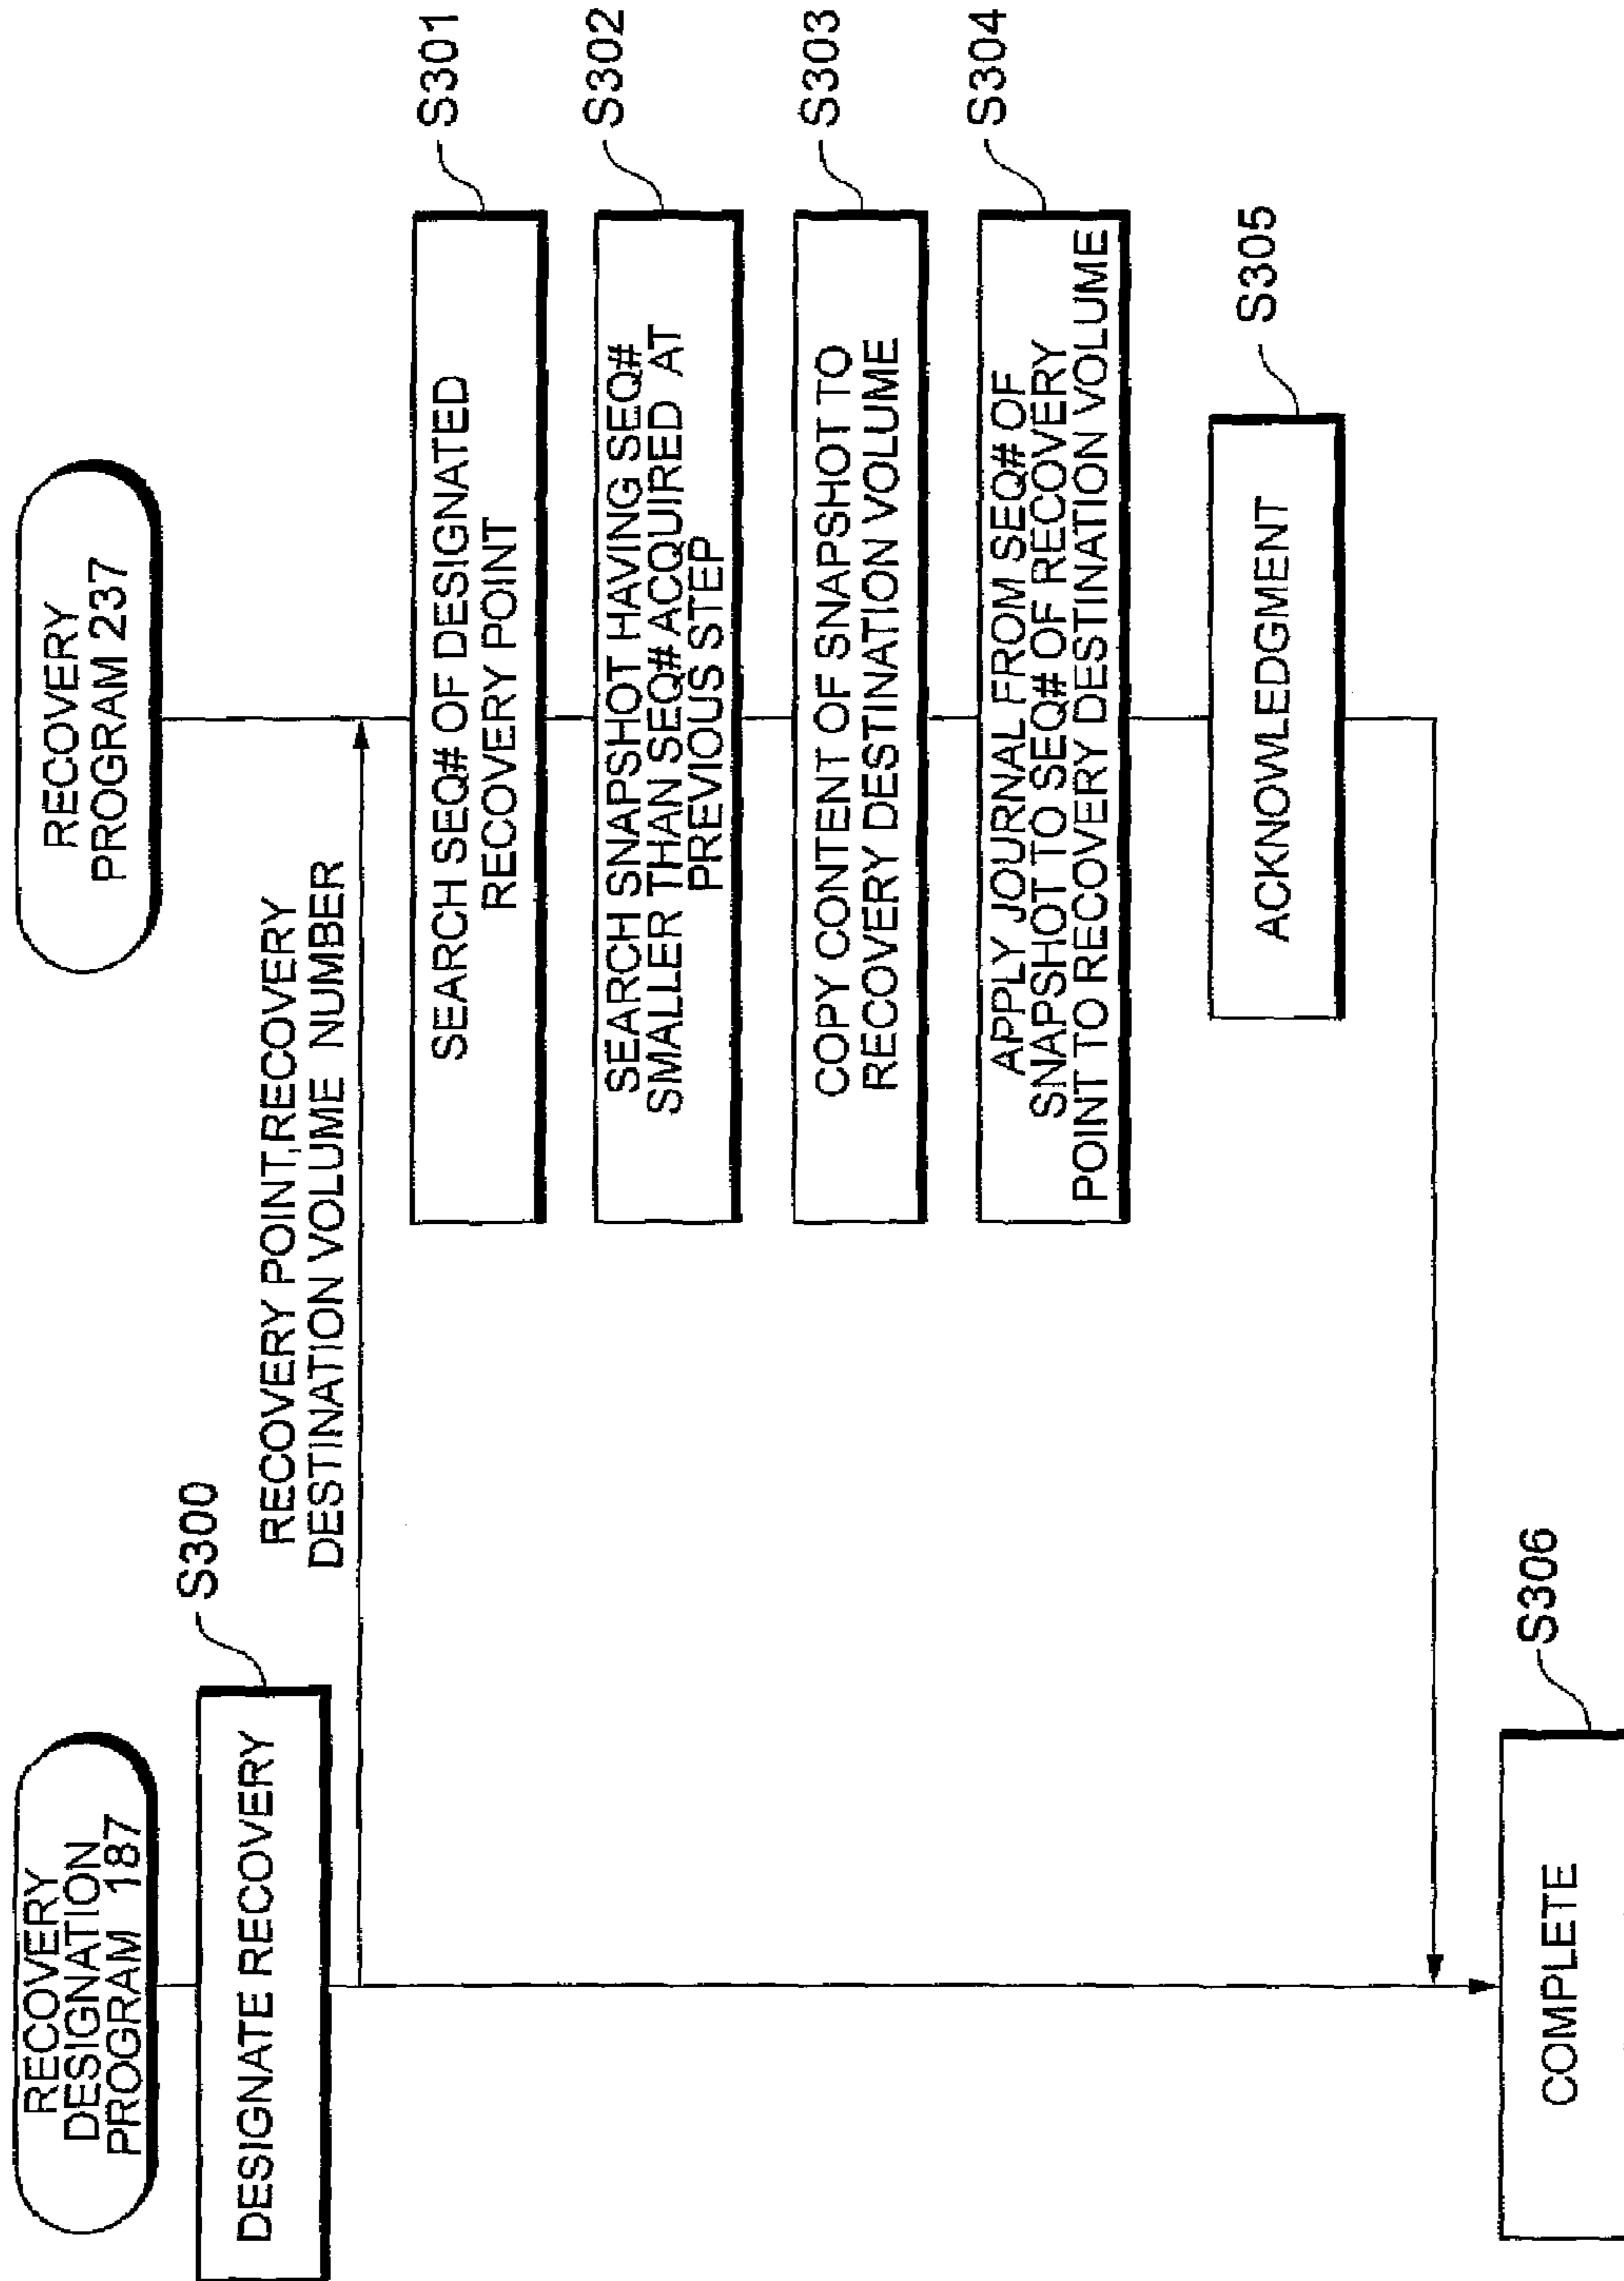 RECOVERY
DESIGNATION
PROGRAM 187
DESIGNATE RECOVERY
S300
RECOVERY POINT,RECOVERY
DESTINATION VOLUME NUMBER
RECOVERY
PROGRAM 237
SEARCH SEQ# OF DESIGNATED
RECOVERY POINT
S301
SEARCH SNAPSHOT HAVING SEQ#
SMALLER THAN SEQ# ACQUIRED AT
PREVIOUS STEP
S302
COPY CONTENT OF SNAPSHOT TO
RECOVERY DESTINATION VOLUME
S303
APPLY JOURNAL FROM SEQ# OF
SNAPSHOT TO SEQ# OF RECOVERY
POINT TO RECOVERY DESTINATION VOLUME
S304
ACKNOWLEDGMENT
S305
COMPLETE
S306